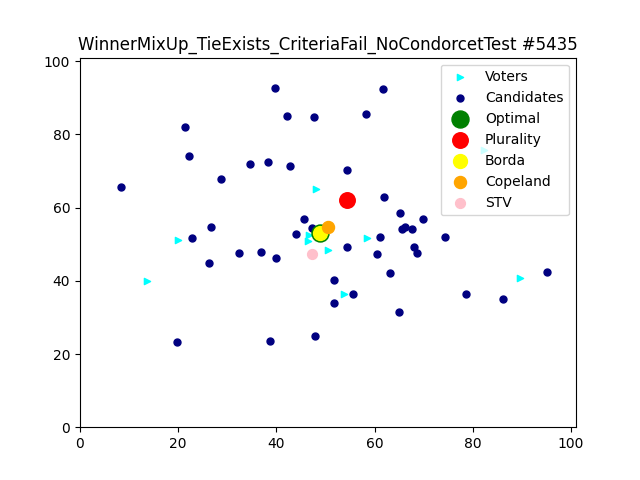 WinnerMixUp_TieExists_CriteriaFail_NoCondorcetTest #5435
100
80
60
40
20
0
0
20
40
60
80
100
Voters
Candidates
Optimal
Plurality
Borda
Copeland
STV